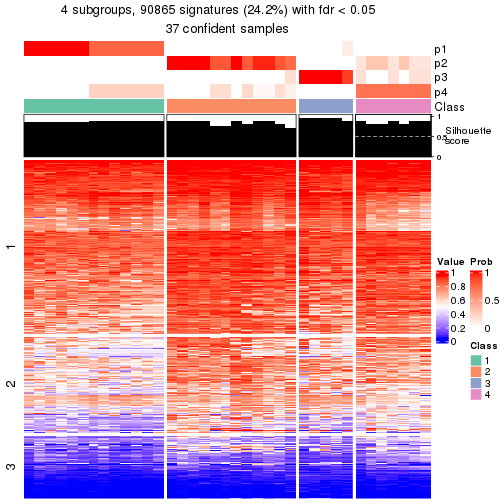 4 subgroups, 90865 signatures (24.2%) with fdr < 0.05
37 confident samples
p1
p2
p3
p4
Class
1
0.5
0
Silhouette
score
1
2
3
Value
1
0.8
0.6
0.4
0.2
0
Prob
1
0.5
0
Class
1
2
3
4